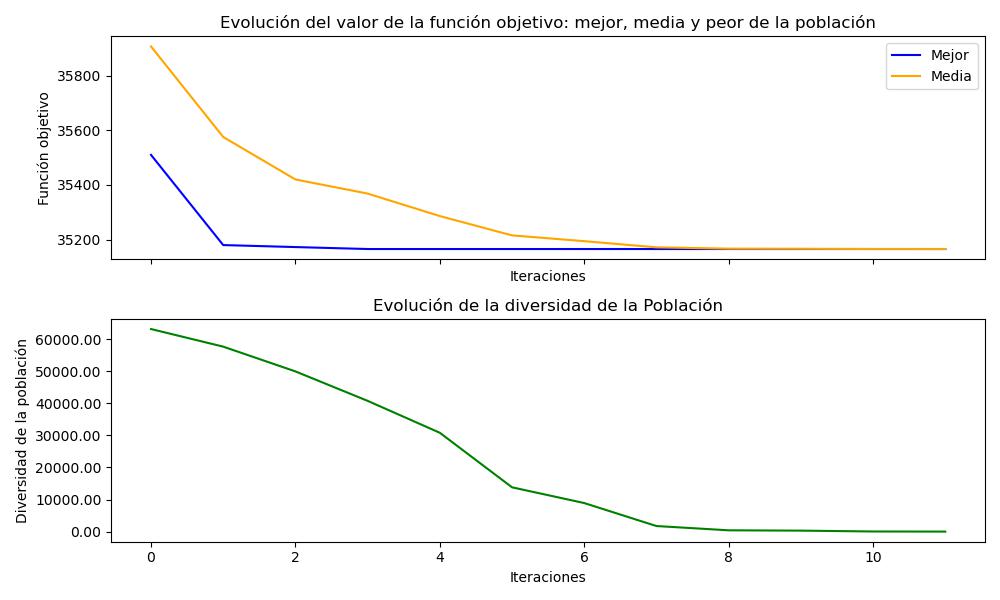 Evolución del valor de la función objetivo: mejor, media y peor de la población
Función objetivo
35800
35600
35400
35200
Mejor
Media
Iteraciones
Evolución de la diversidad de la Población
Diversidad de la población
60000.00
50000.00
40000.00
30000.00
20000.00
10000.00
0.00
0 2 4 6 8 10
Iteraciones